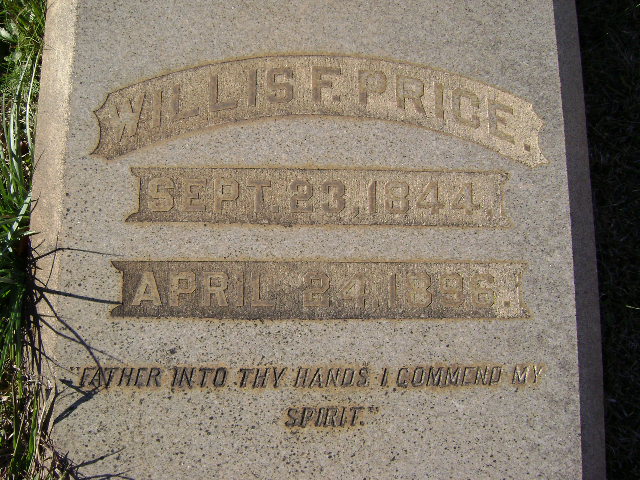 WILLIS F. PRICE.
SEPT. 23, 1844.
APRIL 24, 1896.
"FATHER INTO THY HANDS I COMMEND MY
SPIRIT."